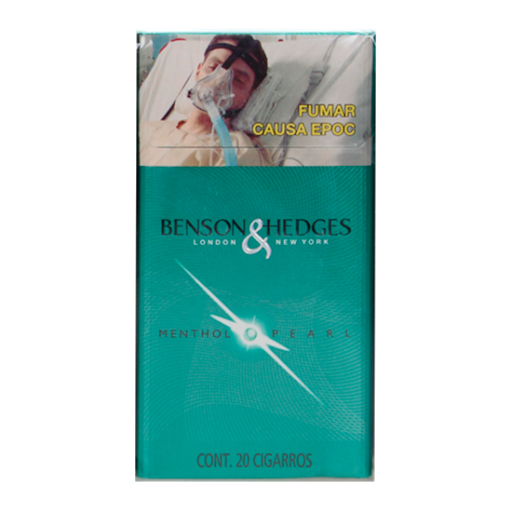 FUMAR
CAUSA EPOC
BENSON & HEDGES
LONDON NEW YORK
MENTHOL PEARL
CONT. 20 CIGARROS